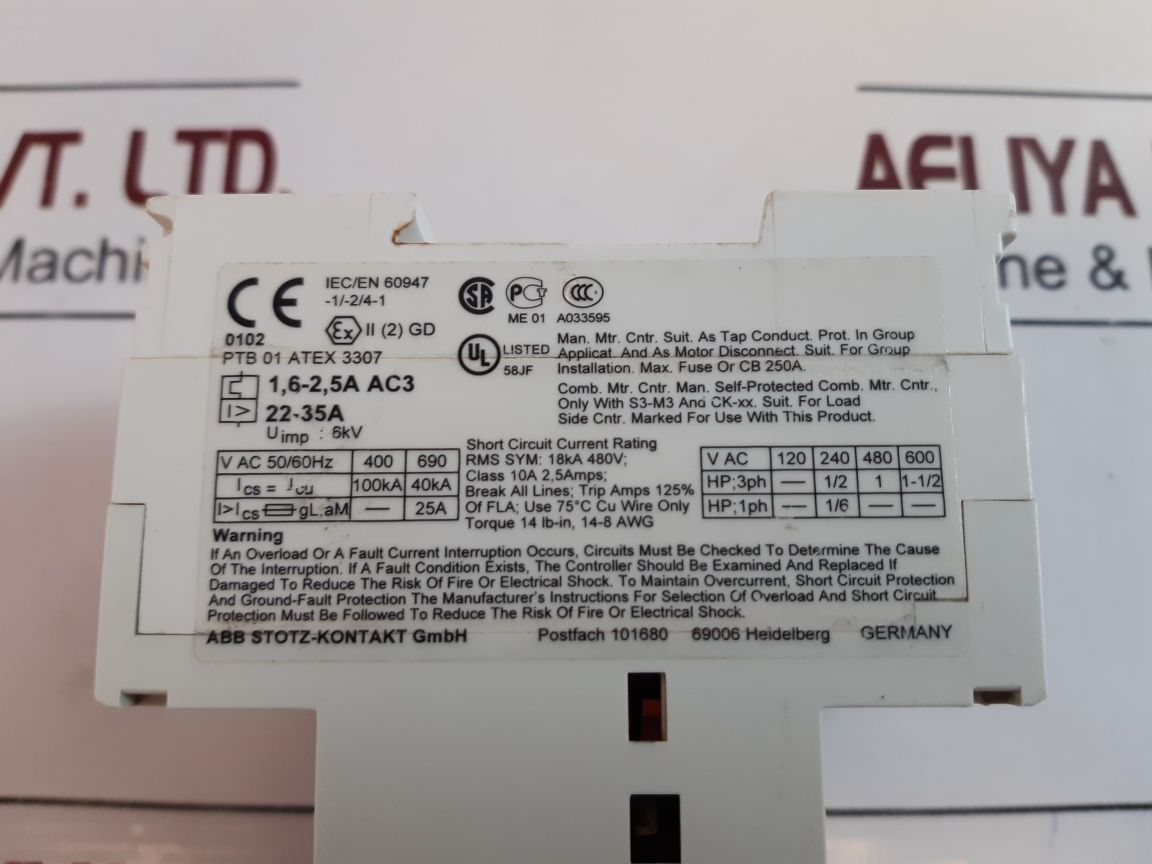 VT. LTD.
AELIYA
Machi
ne &
CE
0102
IEC/EN 60947
-1/-2/4-1
Ex II (2) GD
PTB 01 ATEX 3307
SA
PCT
ME 01
CCC
A033595
UL LISTED
58JF
Man. Mtr. Cntr. Suit. As Tap Conduct. Prot. In Group
Applicat. And As Motor Disconnect. Suit. For Group
Installation. Max. Fuse Or CB 250A.
Comb. Mtr. Cntr. Man. Self-Protected Comb. Mtr. Cntr.,
Only With S3-M3 And CK-xx. Suit. For Load
Side Cntr. Marked For Use With This Product.
1,6-2,5A AC3
I> 22-35A
Uimp : 6kV
V AC 50/60Hz 400 690
Ics = Icu 100kA 40kA
I>Ics gL,aM — 25A
Short Circuit Current Rating
RMS SYM: 18kA 480V;
Class 10A 2,5Amps;
Break All Lines; Trip Amps 125%
Of FLA; Use 75°C Cu Wire Only
Torque 14 lb-in, 14-8 AWG
V AC 120 240 480 600
HP;3ph — 1/2 1 1-1/2
HP;1ph — 1/6 — —
Warning
If An Overload Or A Fault Current Interruption Occurs, Circuits Must Be Checked To Determine The Cause
Of The Interruption. If A Fault Condition Exists, The Controller Should Be Examined And Replaced If
Damaged To Reduce The Risk Of Fire Or Electrical Shock. To Maintain Overcurrent, Short Circuit Protection
And Ground-Fault Protection The Manufacturer's Instructions For Selection Of Overload And Short Circuit
Protection Must Be Followed To Reduce The Risk Of Fire Or Electrical Shock.
ABB STOTZ-KONTAKT GmbH Postfach 101680 69006 Heidelberg GERMANY